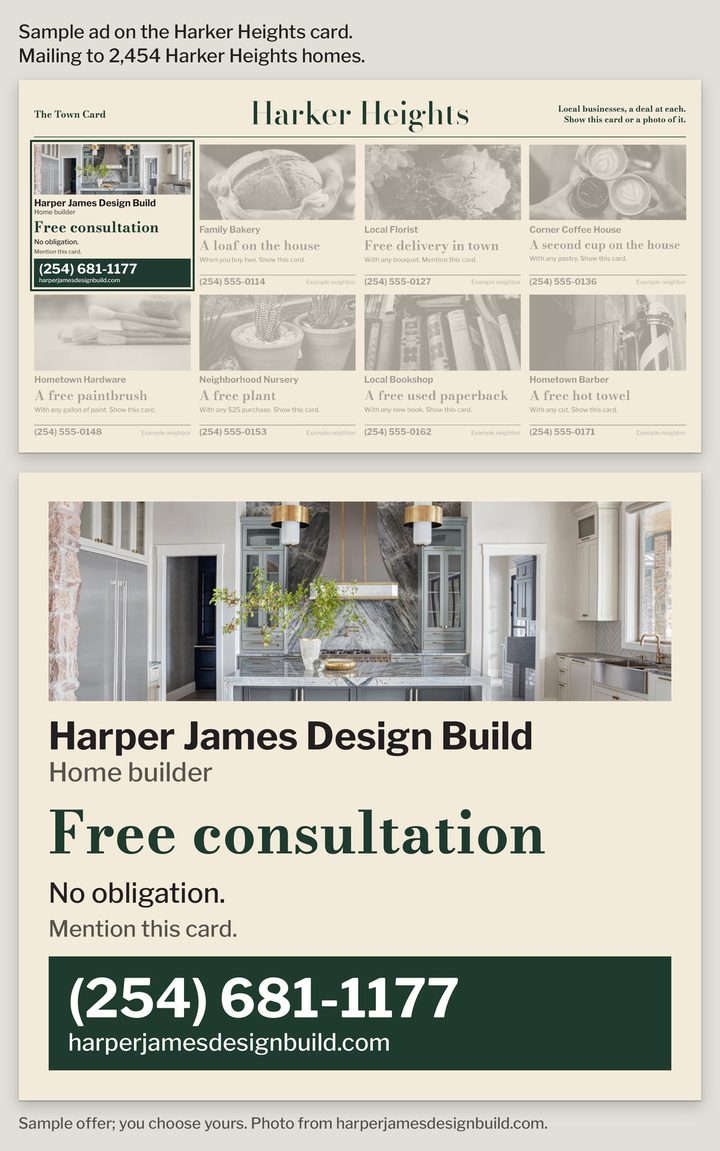 Sample ad on the Harker Heights card.
Mailing to 2,454 Harker Heights homes.
The Town Card
Harker Heights
Local businesses, a deal at each.
Show this card or a photo of it.
Harper James Design Build
Home builder
Free consultation
No obligation.
Mention this card.
(254) 681-1177
harperjamesdesignbuild.com
Family Bakery
A loaf on the house
When you buy two. Show this card.
(254) 555-0114
Example neighbor
Local Florist
Free delivery in town
With any bouquet. Mention this card.
(254) 555-0127
Example neighbor
Corner Coffee House
A second cup on the house
With any pastry. Show this card.
(254) 555-0136
Example neighbor
Hometown Hardware
A free paintbrush
With any gallon of paint. Show this card.
(254) 555-0148
Example neighbor
Neighborhood Nursery
A free plant
With any $25 purchase. Show this card.
(254) 555-0153
Example neighbor
Local Bookshop
A free used paperback
With any new book. Show this card.
(254) 555-0162
Example neighbor
Hometown Barber
A free hot towel
With any cut. Show this card.
(254) 555-0171
Example neighbor
Harper James Design Build
Home builder
Free consultation
No obligation.
Mention this card.
(254) 681-1177
harperjamesdesignbuild.com
Sample offer; you choose yours. Photo from harperjamesdesignbuild.com.